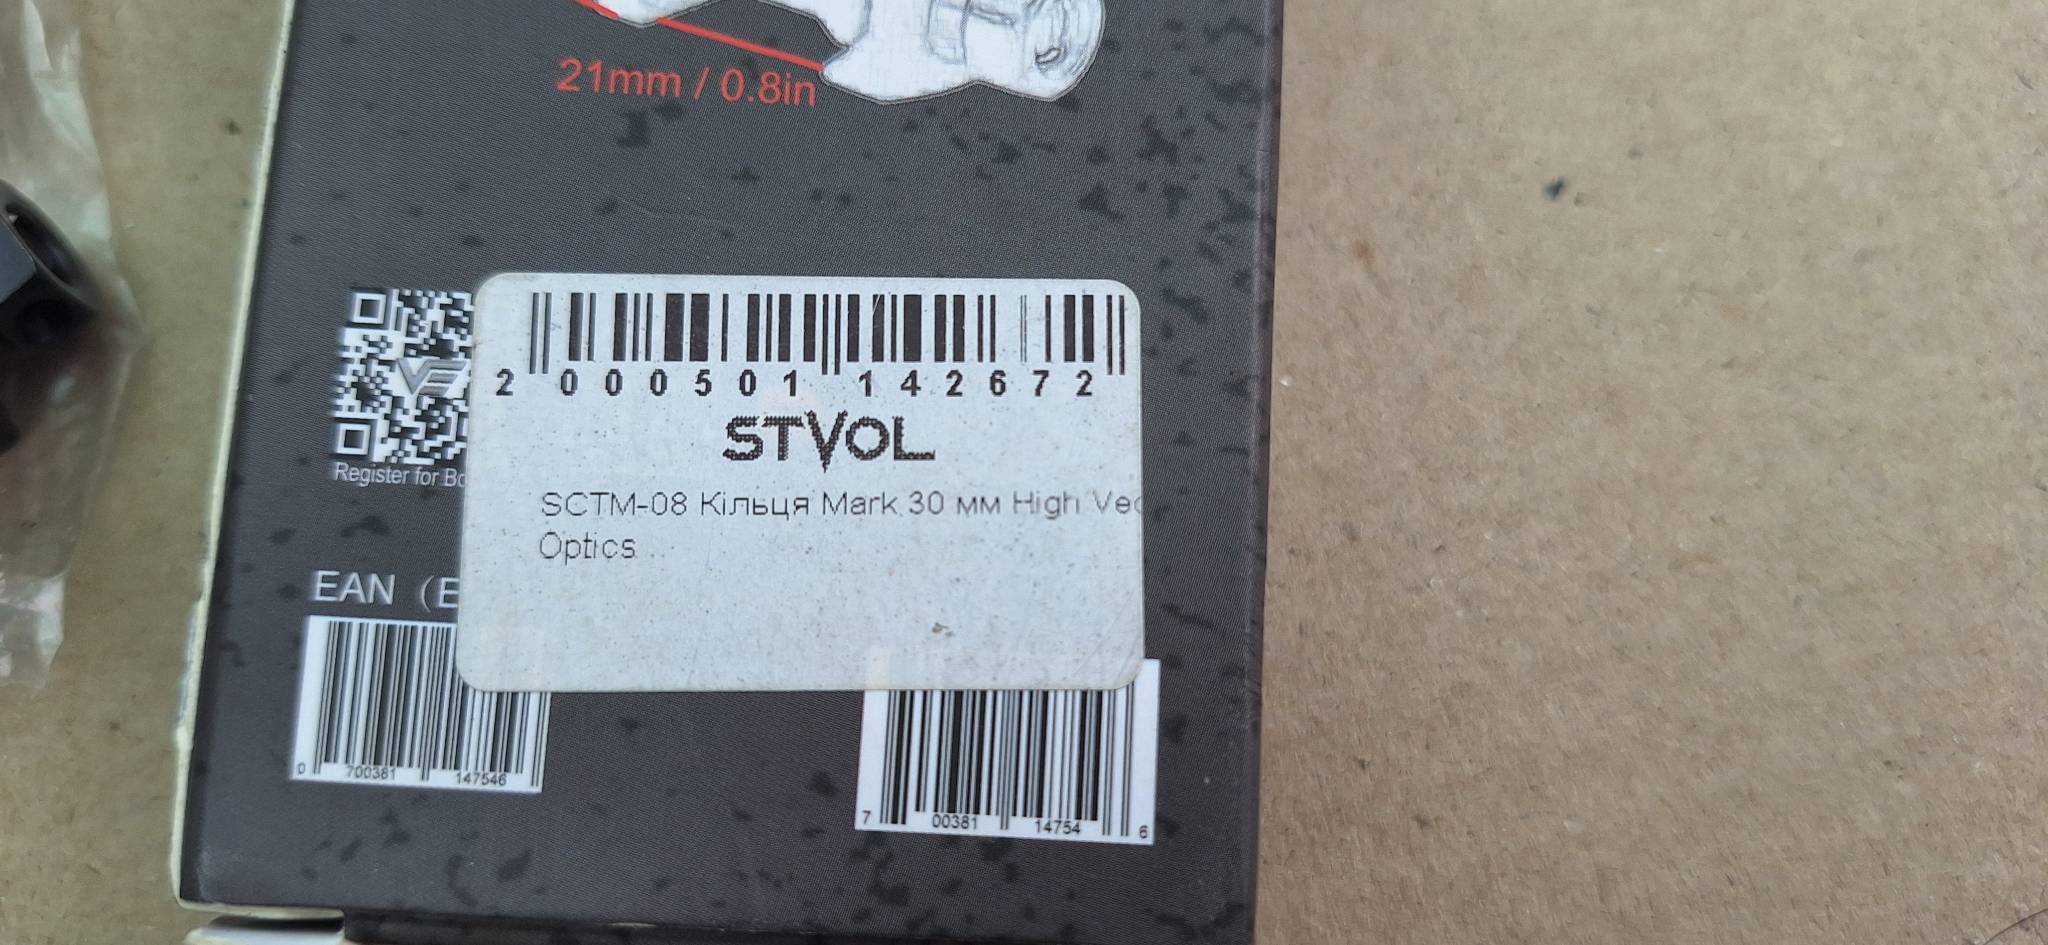 21mm / 0.8in
2 000501 142672
STVOL
SCTM-08 Кільця Mark 30 мм High Vec
Optics
Register for Bo
EAN (E
0 700381 147546
7 00381 14754 6